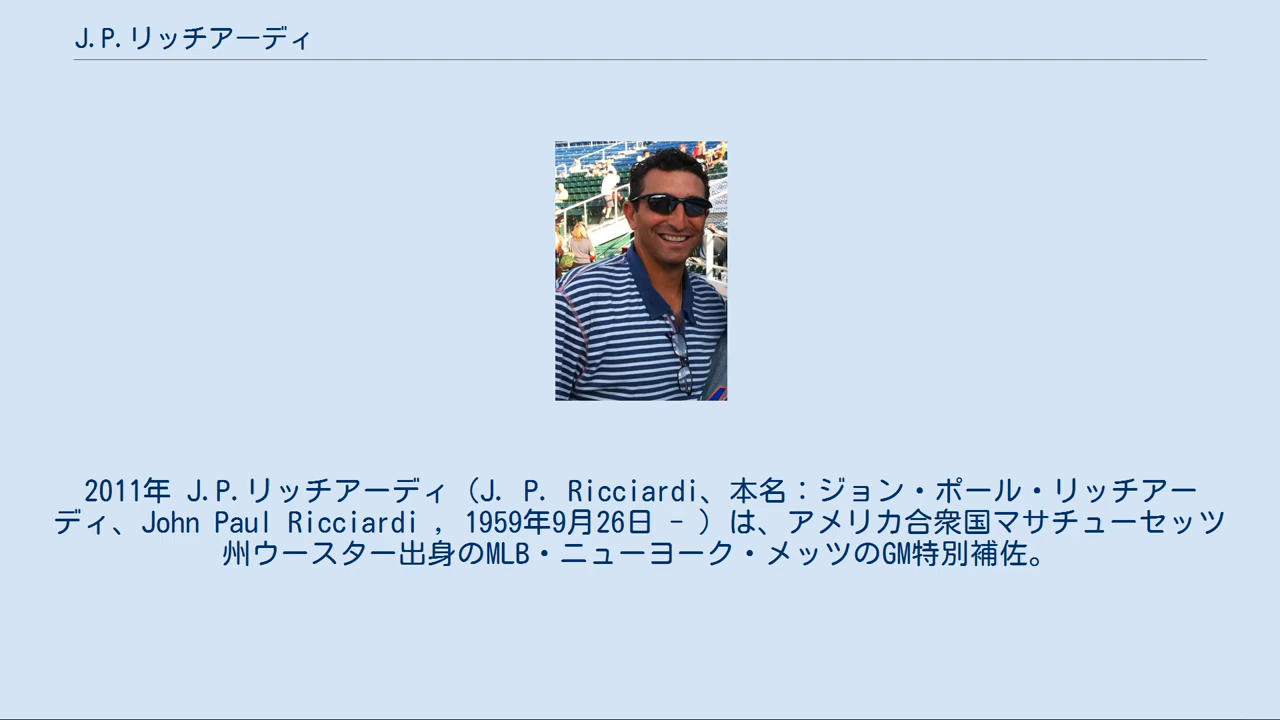 J.P.リッチアーディ
2011年 J.P.リッチアーディ（J. P. Ricciardi、本名：ジョン・ポール・リッチアー
ディ、John Paul Ricciardi , 1959年9月26日 - ）は、アメリカ合衆国マサチューセッツ
州ウースター出身のMLB・ニューヨーク・メッツのGM特別補佐。